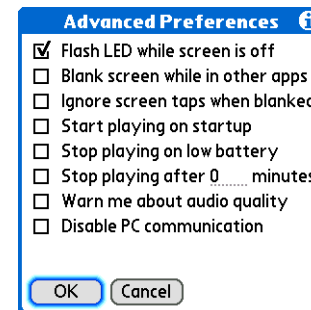 Advanced Preferences
Flash LED while screen is off
Blank screen while in other apps
Ignore screen taps when blanked
Start playing on startup
Stop playing on low battery
Stop playing after 0 minutes
Warn me about audio quality
Disable PC communication
OK Cancel